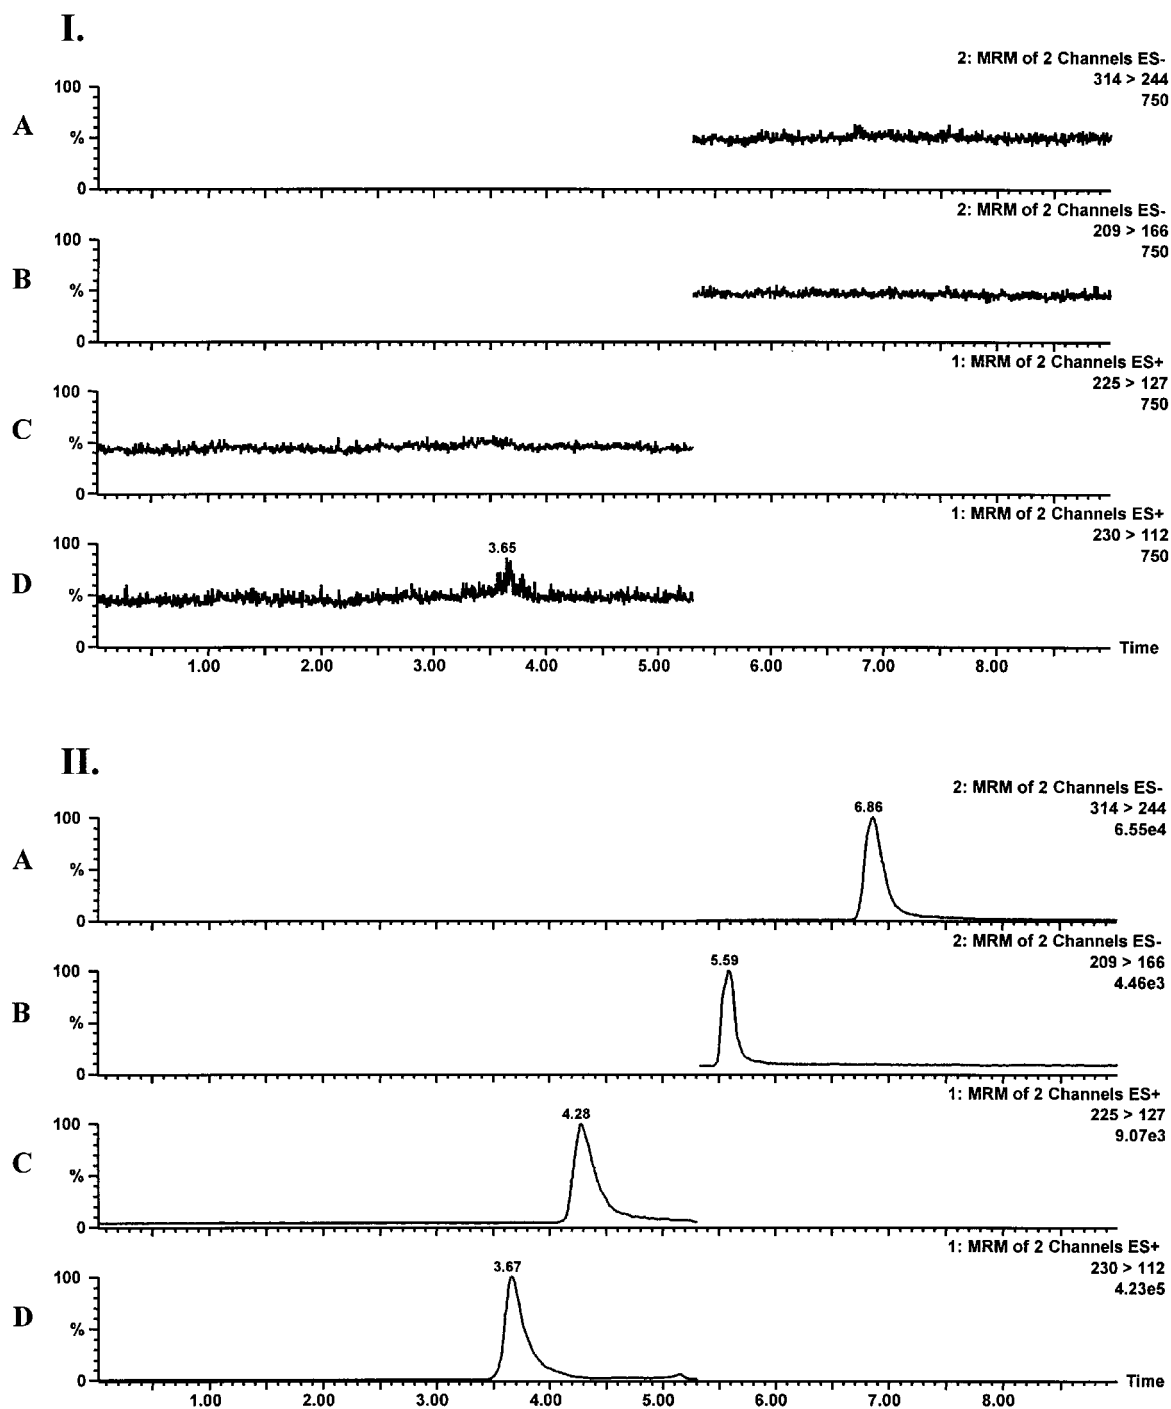 I.
2: MRM of 2 Channels ES-
314 > 244
750
100
A
%
0
2: MRM of 2 Channels ES-
209 > 166
750
100
B
%
0
1: MRM of 2 Channels ES+
225 > 127
750
100
C
%
0
1: MRM of 2 Channels ES+
230 > 112
750
100
3.65
D
%
0
Time
1.00 2.00 3.00 4.00 5.00 6.00 7.00 8.00
II.
2: MRM of 2 Channels ES-
314 > 244
6.55e4
6.86
100
A
%
0
2: MRM of 2 Channels ES-
209 > 166
4.46e3
5.59
100
B
%
0
1: MRM of 2 Channels ES+
225 > 127
9.07e3
4.28
100
C
%
0
1: MRM of 2 Channels ES+
230 > 112
4.23e5
3.67
100
D
%
0
Time
1.00 2.00 3.00 4.00 5.00 6.00 7.00 8.00